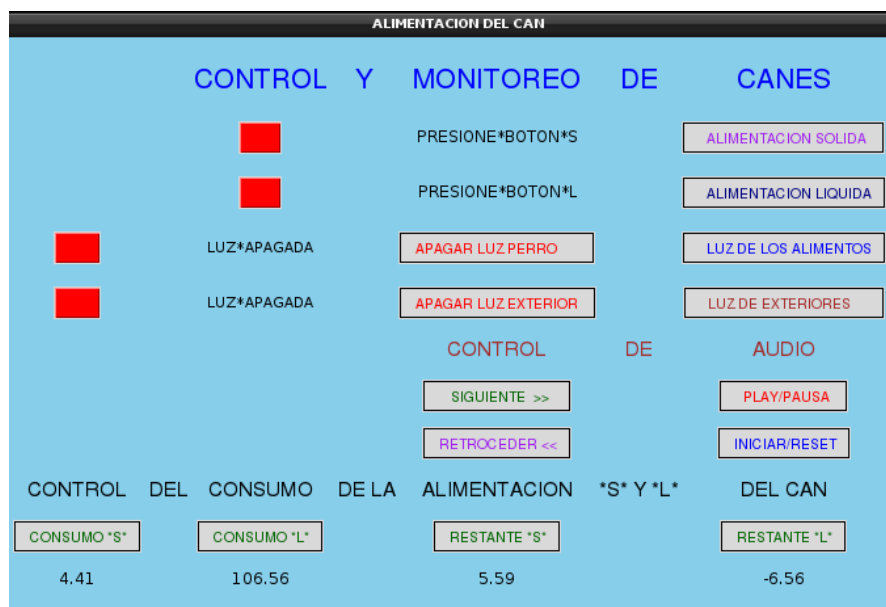 ALIMENTACION DEL CAN
CONTROL Y MONITOREO DE CANES
PRESIONE*BOTON*S ALIMENTACION SOLIDA
PRESIONE*BOTON*L ALIMENTACION LIQUIDA
LUZ*APAGADA APAGAR LUZ PERRO LUZ DE LOS ALIMENTOS
LUZ*APAGADA APAGAR LUZ EXTERIOR LUZ DE EXTERIORES
CONTROL DE AUDIO
SIGUIENTE >> PLAY/PAUSA
RETROCEDER << INICIAR/RESET
CONTROL DEL CONSUMO DE LA ALIMENTACION *S* Y *L* DEL CAN
CONSUMO *S* CONSUMO *L* RESTANTE *S* RESTANTE *L*
4.41 106.56 5.59 -6.56